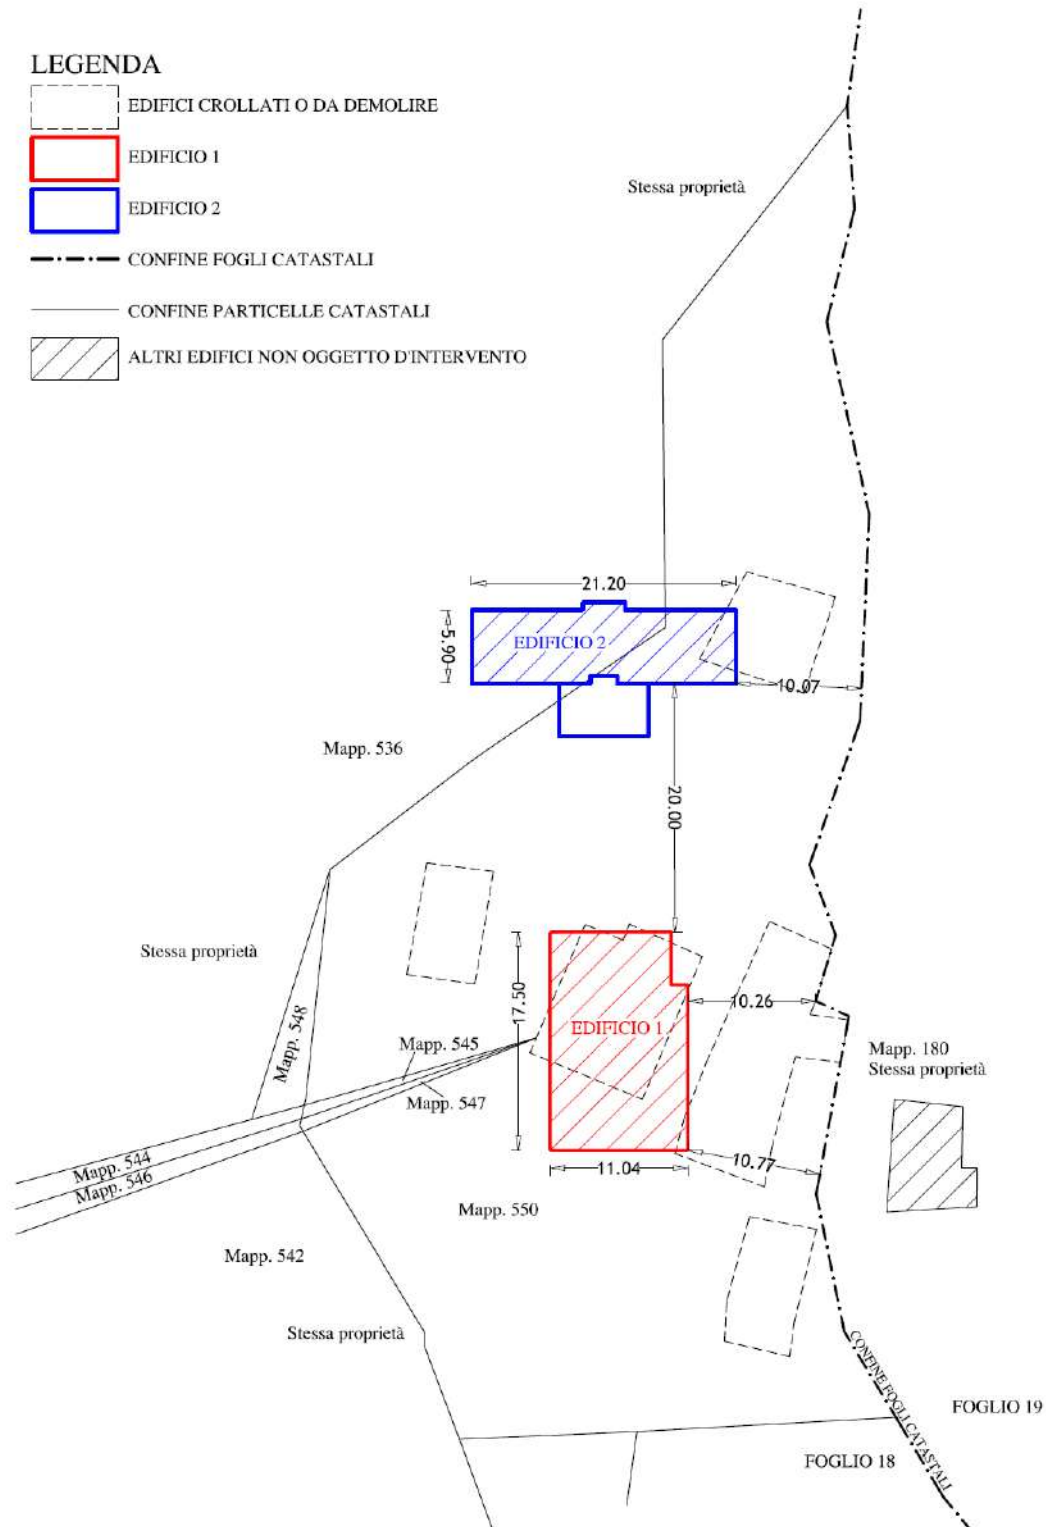 LEGENDA
EDIFICI CROLLATI O DA DEMOLIRE
EDIFICIO 1
EDIFICIO 2
CONFINE FOGLI CATASTALI
CONFINE PARTICELLE CATASTALI
ALTRI EDIFICI NON OGGETTO D'INTERVENTO
Stessa proprietà
21.20
5.90
EDIFICIO 2
10.07
Mapp. 536
20.00
Stessa proprietà
17.50
10.26
EDIFICIO 1
Mapp. 548
Mapp. 545
Mapp. 180
Stessa proprietà
Mapp. 547
Mapp. 544
Mapp. 546
11.04
10.77
Mapp. 550
Mapp. 542
Stessa proprietà
CONFINE FOGLI CATASTALI
FOGLIO 19
FOGLIO 18